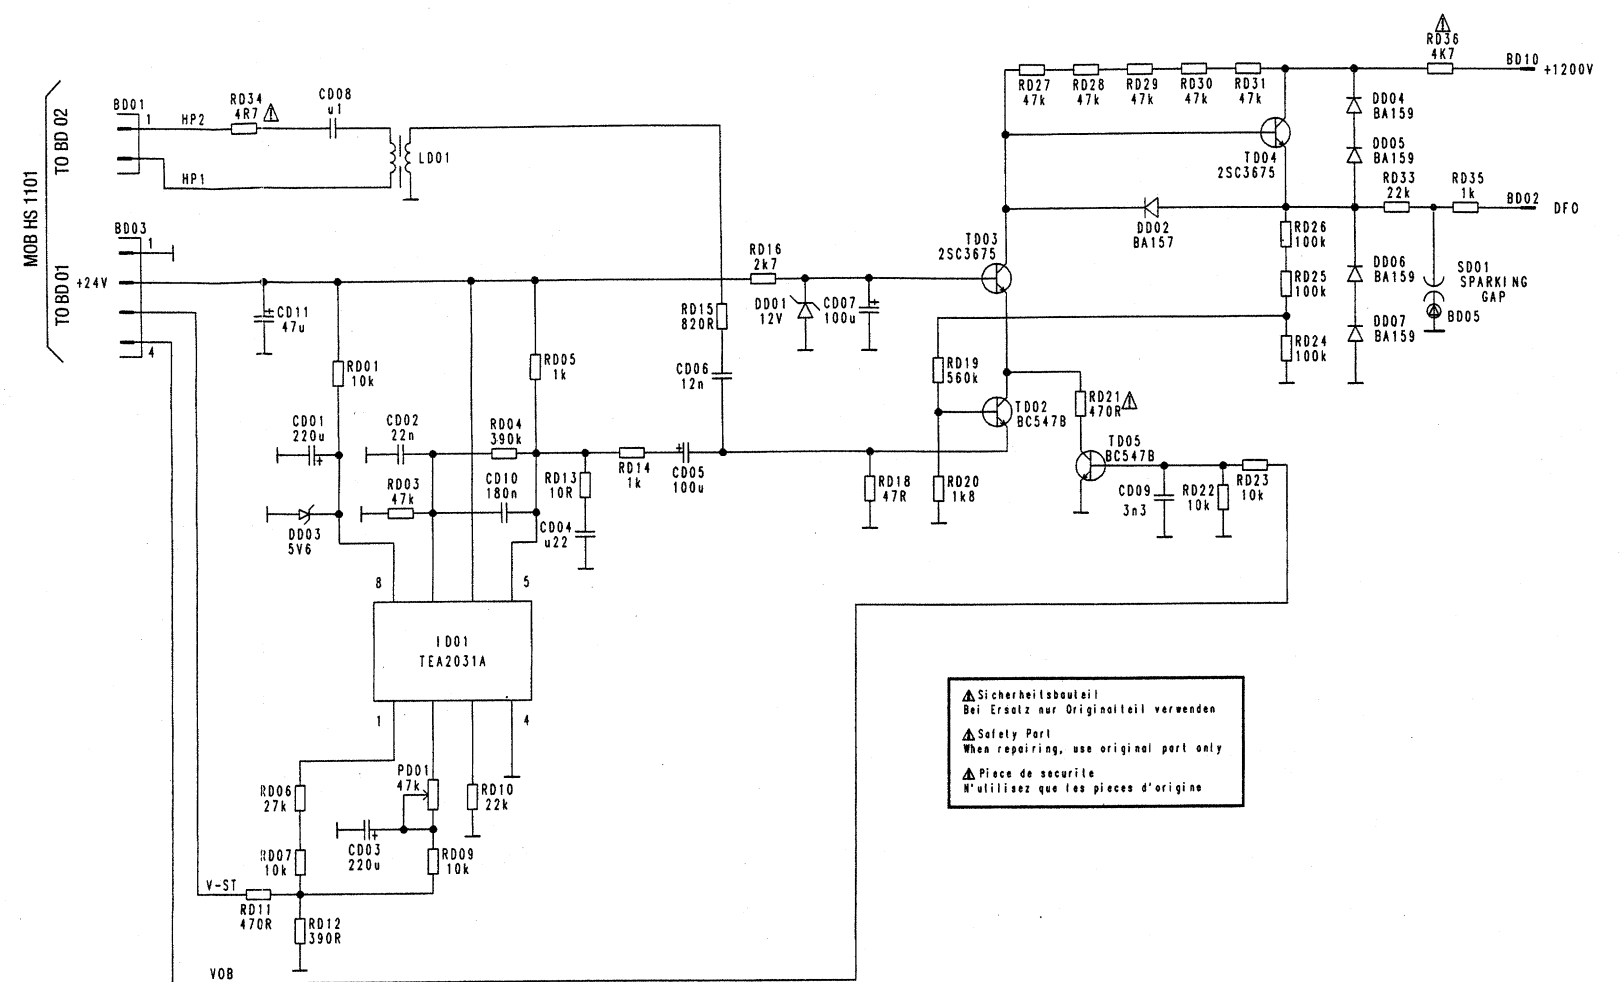 MOB HS 1101
TO BD 02
TO BD 01
BD01
1
HP2
HP1
RD34
4R7
CD08
u1
LD01
BD03
1
+24V
4
CD11
47u
RD01
10k
RD05
1k
CD01
220u
CD02
22n
RD04
390k
RD03
47k
CD10
180n
DD03
5V6
RD13
10R
CD04
u22
RD14
1k
CD05
100u
RD15
820R
CD06
12n
RD16
2k7
DD01
12V
CD07
100u
TD03
2SC3675
RD27
47k
RD28
47k
RD29
47k
RD30
47k
RD31
47k
TD04
2SC3675
DD02
BA157
RD36
4K7
BD10
+1200V
DD04
BA159
DD05
BA159
RD33
22k
RD35
1k
BD02
DFO
RD26
100k
RD25
100k
RD24
100k
DD06
BA159
DD07
BA159
SD01
SPARKING
GAP
BD05
RD19
560k
TD02
BC547B
RD21
470R
TD05
BC547B
RD18
47R
RD20
1k8
CD09
3n3
RD22
10k
RD23
10k
8
5
ID01
TEA2031A
1
4
RD06
27k
PD01
47k
RD10
22k
CD03
220u
RD07
10k
RD09
10k
V-ST
RD11
470R
RD12
390R
VOB
Sicherheitsbauteil
Bei Ersatz nur Originalteil verwenden
Safety Part
When repairing, use original part only
Piece de securite
N'utilisez que les pieces d'origine